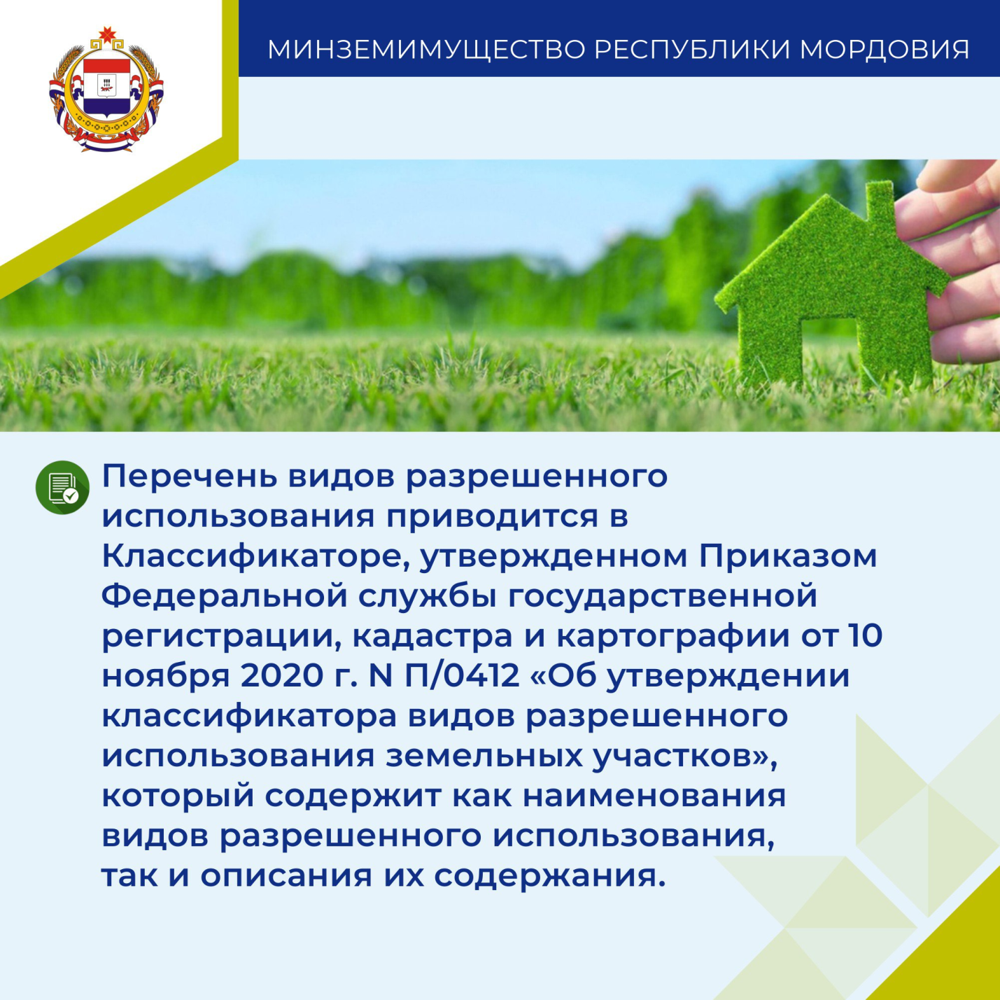 МИНЗЕМИМУЩЕСТВО РЕСПУБЛИКИ МОРДОВИЯ
Перечень видов разрешенного
использования приводится в
Классификаторе, утвержденном Приказом
Федеральной службы государственной
регистрации, кадастра и картографии от 10
ноября 2020 г. N П/0412 «Об утверждении
классификатора видов разрешенного
использования земельных участков»,
который содержит как наименования
видов разрешенного использования,
так и описания их содержания.